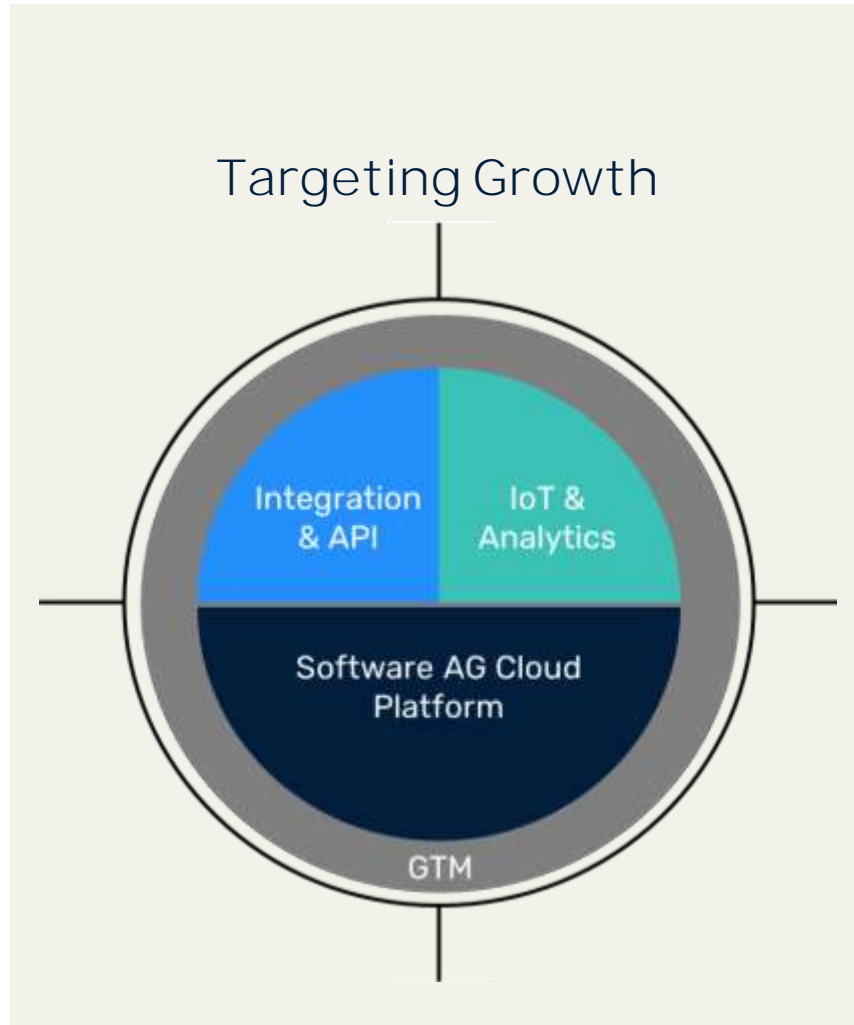 Targeting Growth
Integration
& API
IoT &
Analytics
Software AG Cloud
Platform
GTM